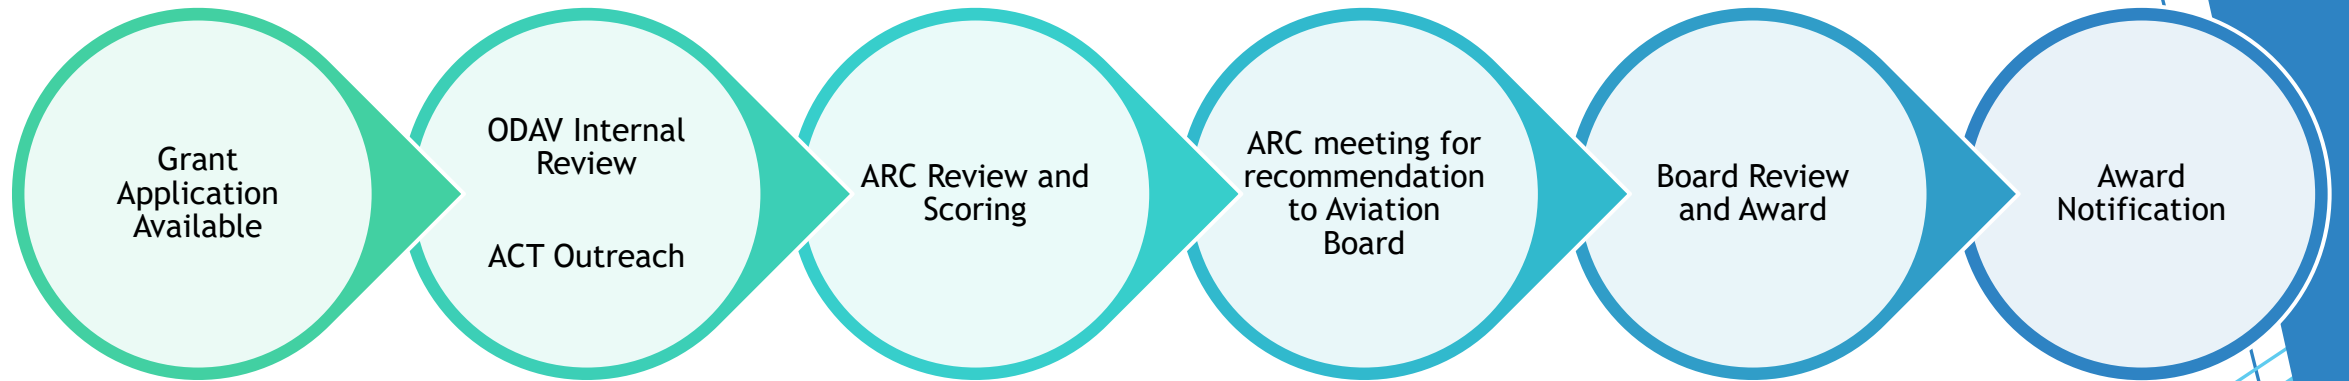 Grant
Application
Available
ODAV Internal
Review
ACT Outreach
ARC Review and
Scoring
ARC meeting for
recommendation
to Aviation
Board
Board Review
and Award
Award
Notification